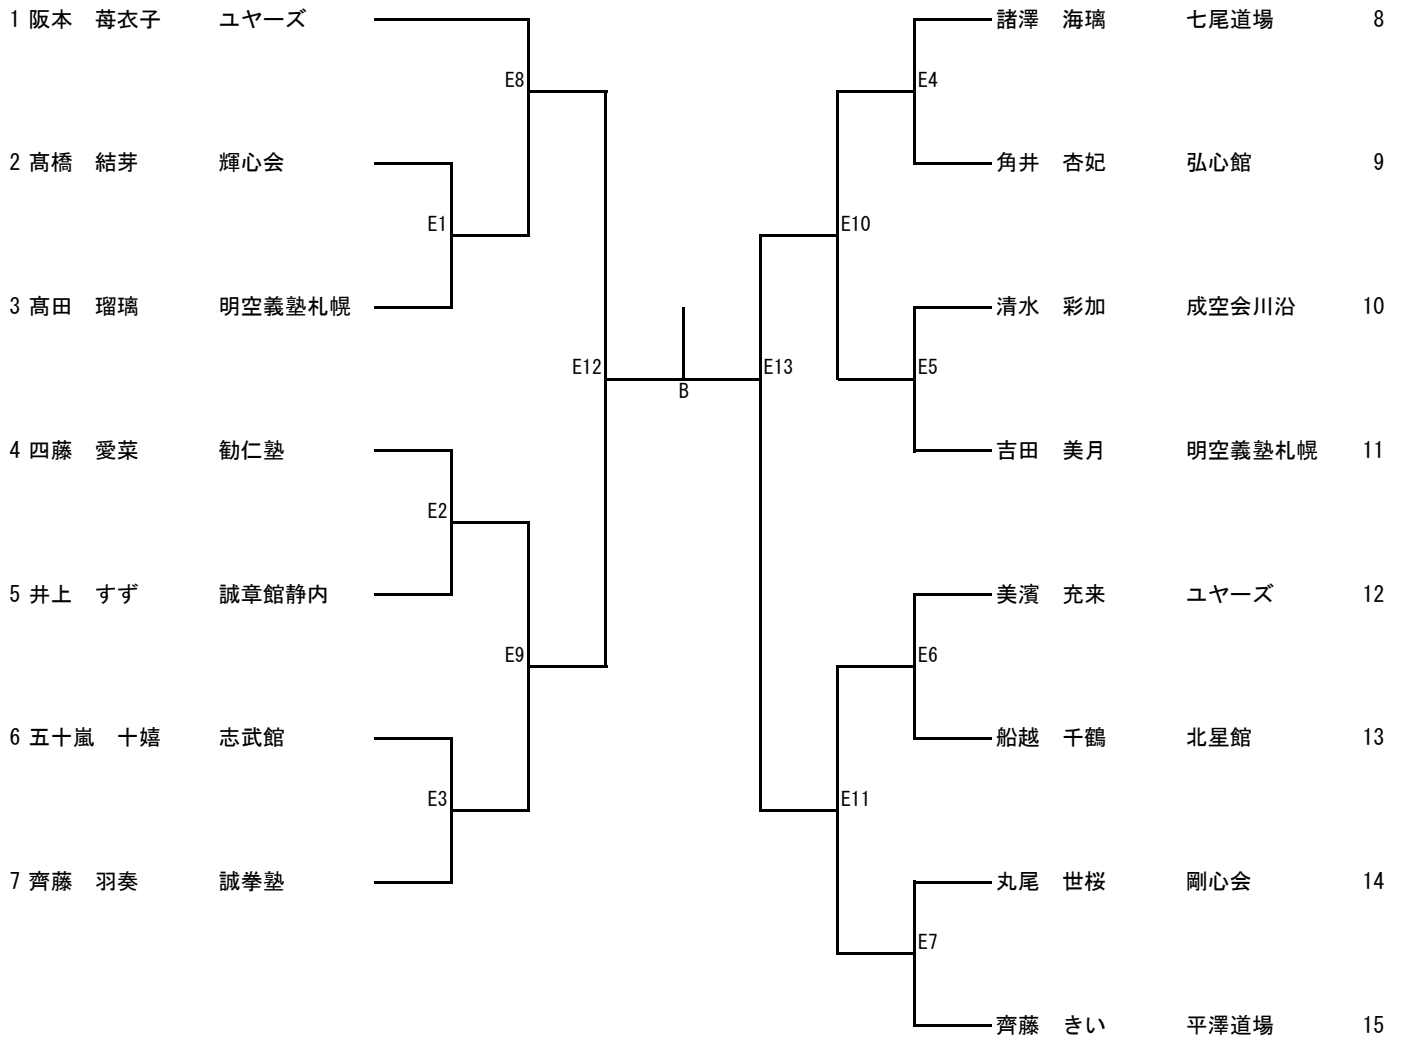 1 阪本　苺衣子　ユヤーズ
E8
2 髙橋　結芽　輝心会
E1
3 髙田　瑠璃　明空義塾札幌
E12
4 四藤　愛菜　勧仁塾
E2
5 井上　すず　誠章館静内
E9
6 五十嵐　十嬉　志武館
E3
7 齊藤　羽奏　誠拳塾
B
諸澤　海璃　七尾道場　8
E4
角井　杏妃　弘心館　9
E10
清水　彩加　成空会川沿　10
E13
E5
吉田　美月　明空義塾札幌　11
美濱　充来　ユヤーズ　12
E6
船越　千鶴　北星館　13
E11
丸尾　世桜　剛心会　14
E7
齊藤　きい　平澤道場　15